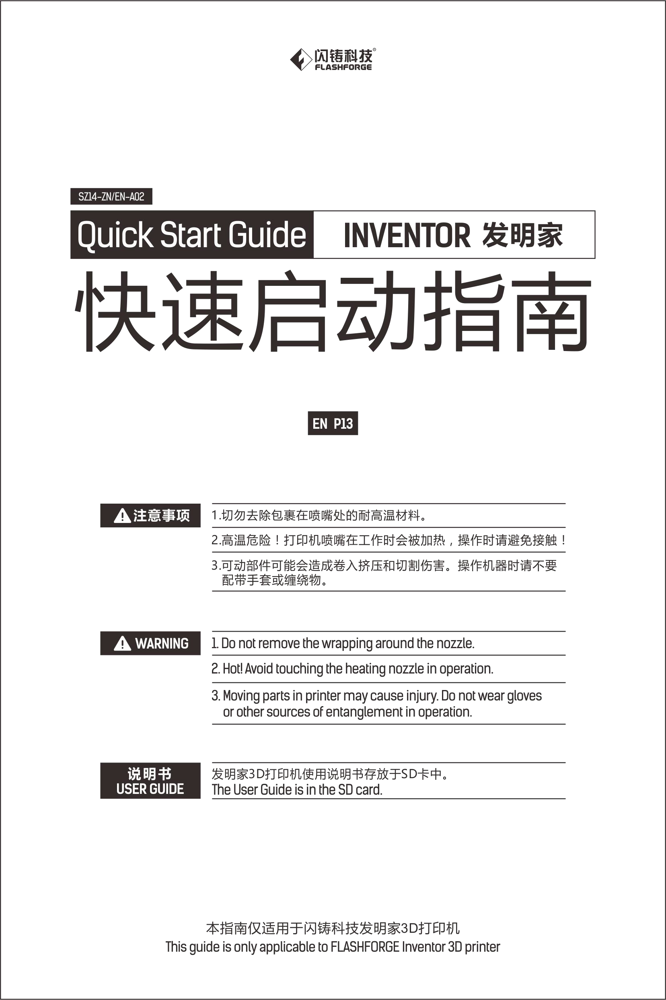 闪铸科技®
FLASHFORGE
SZ14-ZN/EN-A02
Quick Start Guide INVENTOR 发明家
快速启动指南
EN P13
注意事项
1.切勿去除包裹在喷嘴处的耐高温材料。
2.高温危险！打印机喷嘴在工作时会被加热，操作时请避免接触！
3.可动部件可能会造成卷入挤压和切割伤害。操作机器时请不要
配带手套或缠绕物。
WARNING
1. Do not remove the wrapping around the nozzle.
2. Hot! Avoid touching the heating nozzle in operation.
3. Moving parts in printer may cause injury. Do not wear gloves
or other sources of entanglement in operation.
说明书
USER GUIDE
发明家3D打印机使用说明书存放于SD卡中。
The User Guide is in the SD card.
本指南仅适用于闪铸科技发明家3D打印机
This guide is only applicable to FLASHFORGE Inventor 3D printer